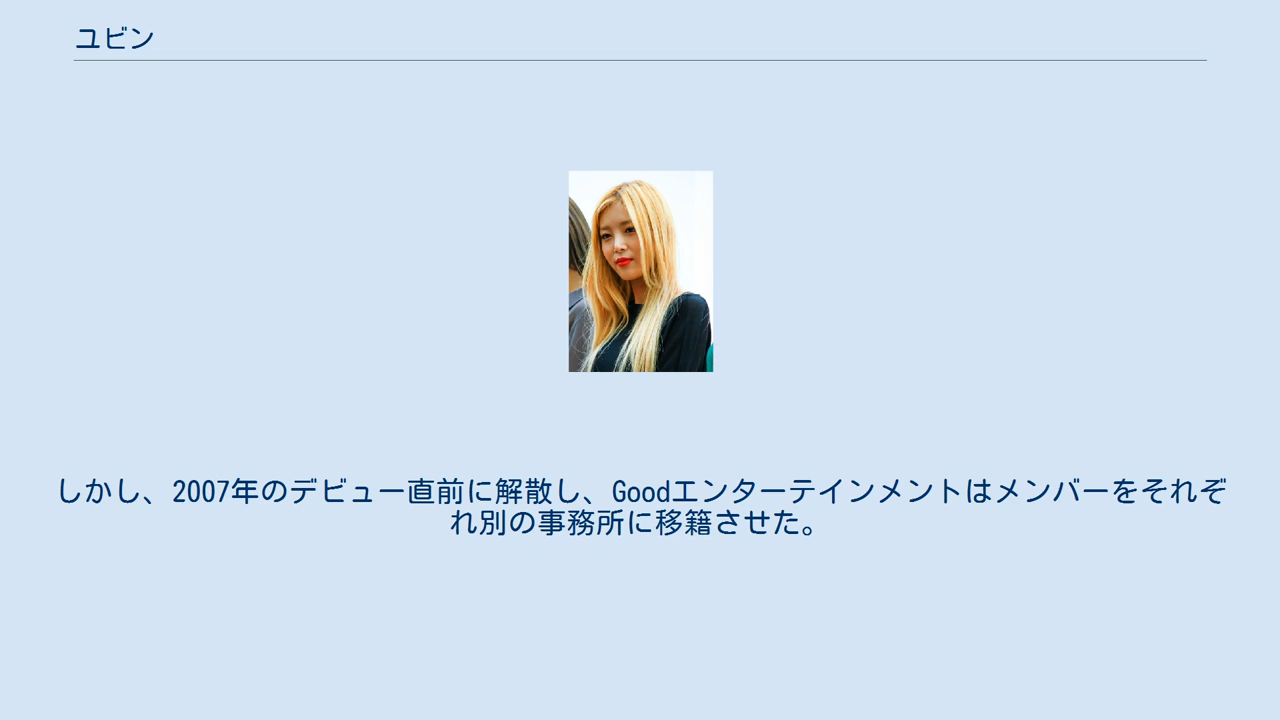 ユビン
しかし、2007年のデビュー直前に解散し、Goodエンターテインメントはメンバーをそれぞ
れ別の事務所に移籍させた。